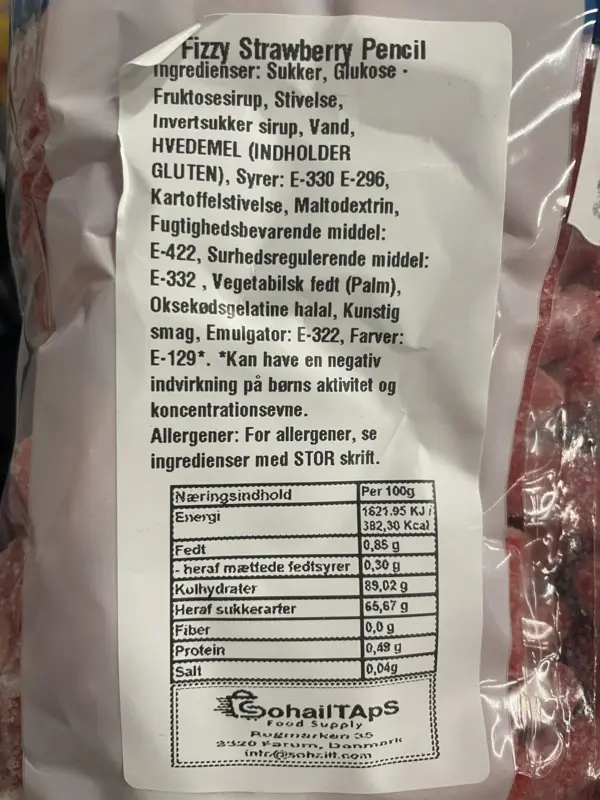 Fizzy Strawberry Pencil
Ingredienser: Sukker, Glukose -
Fruktosesirup, Stivelse,
Invertsukker sirup, Vand,
HVEDEMEL (INDHOLDER
GLUTEN), Syrer: E-330 E-296,
Kartoffelstivelse, Maltodextrin,
Fugtighedsbevarende middel:
E-422, Surhedsregulerende middel:
E-332 , Vegetabilsk fedt (Palm),
Oksekødsgelatine halal, Kunstig
smag, Emulgator: E-322, Farver:
E-129*. *Kan have en negativ
indvirkning på børns aktivitet og
koncentrationsevne.
Allergener: For allergener, se
ingredienser med STOR skrift.
Næringsindhold Per 100g
Energi 1621.95 KJ /
382,30 Kcal
Fedt 0,85 g
- heraf mættede fedtsyrer 0,30 g
Kulhydrater 89,02 g
Heraf sukkerarter 65,67 g
Fiber 0,0 g
Protein 0,49 g
Salt 0,04g
SohailTApS
Food Supply
Rugmarken 35
3520 Farum, Danmark